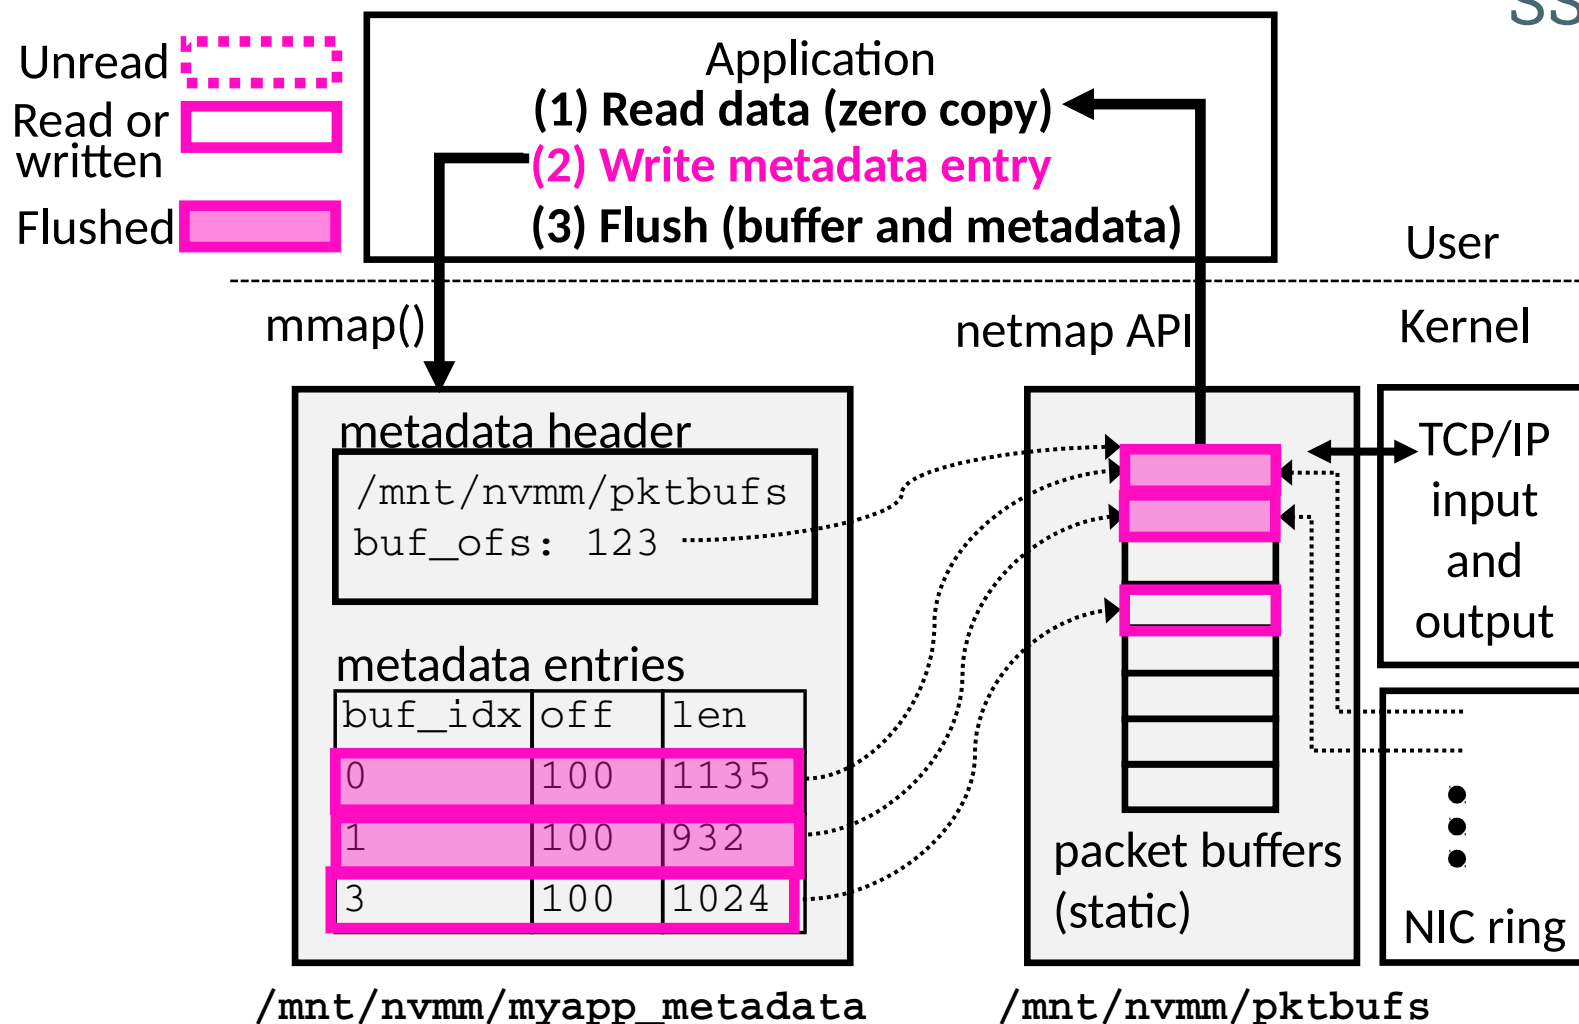 SS
Unread
Read or
written
Flushed
Application
(1) Read data (zero copy)
(2) Write metadata entry
(3) Flush (buffer and metadata)
User
mmap()
netmap API
Kernel
metadata header
/mnt/nvmm/pktbufs
buf_ofs: 123
metadata entries
buf_idx off len
0 100 1135
1 100 932
3 100 1024
packet buffers
(static)
TCP/IP
input
and
output
NIC ring
/mnt/nvmm/myapp_metadata
/mnt/nvmm/pktbufs